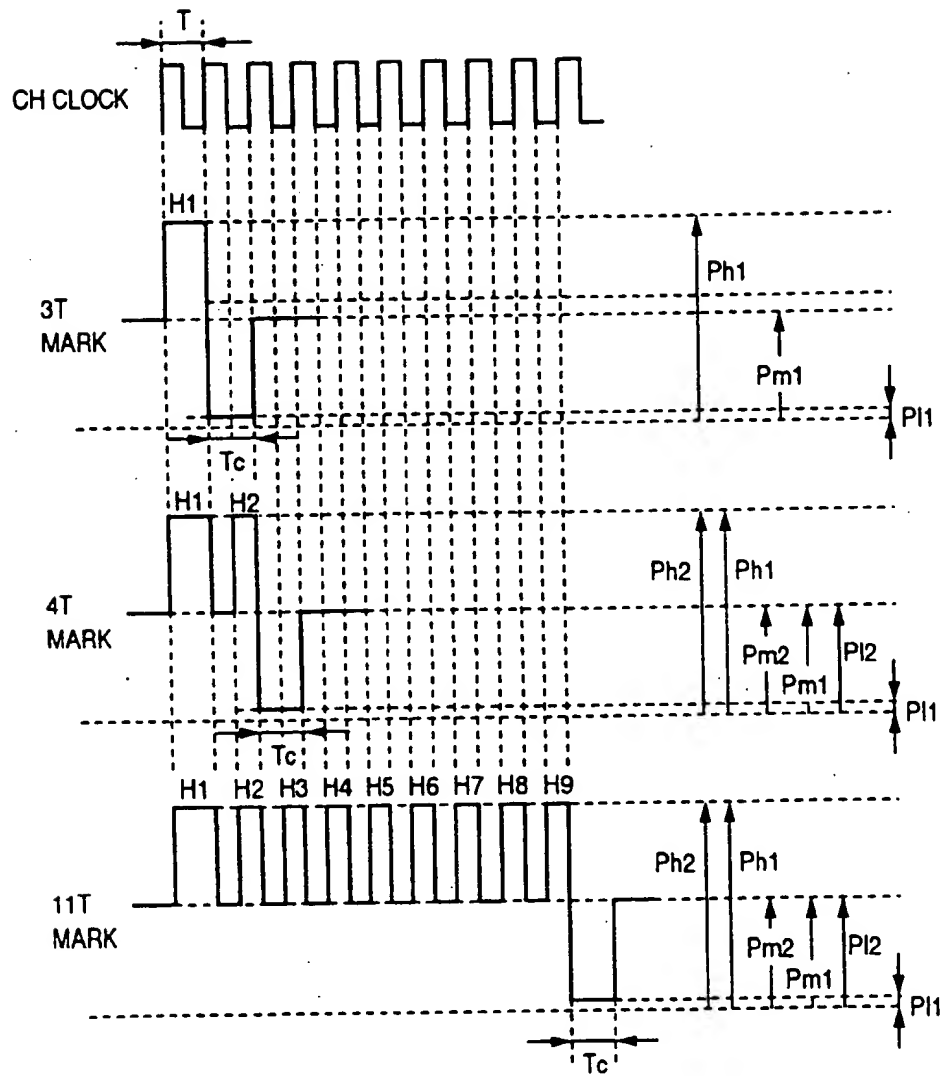 T
CH CLOCK
H1
3T
MARK
Ph1
Pm1
Pl1
Tc
H1 H2
4T
MARK
Ph2 Ph1
Pm2 Pm1 Pl2
Pl1
Tc
H1 H2 H3 H4 H5 H6 H7 H8 H9
11T
MARK
Ph2 Ph1
Pm2 Pm1 Pl2
Pl1
Tc